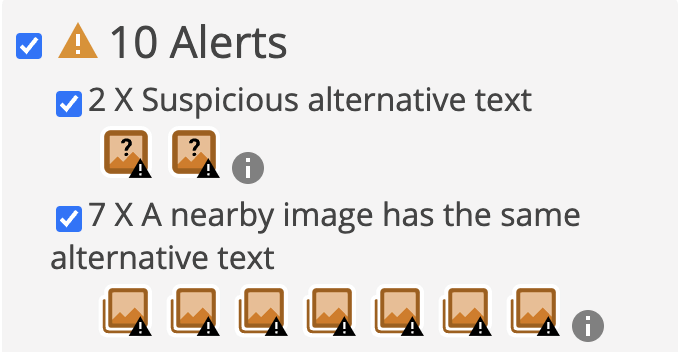 10 Alerts
2 X Suspicious alternative text
? ?
7 X A nearby image has the same
alternative text